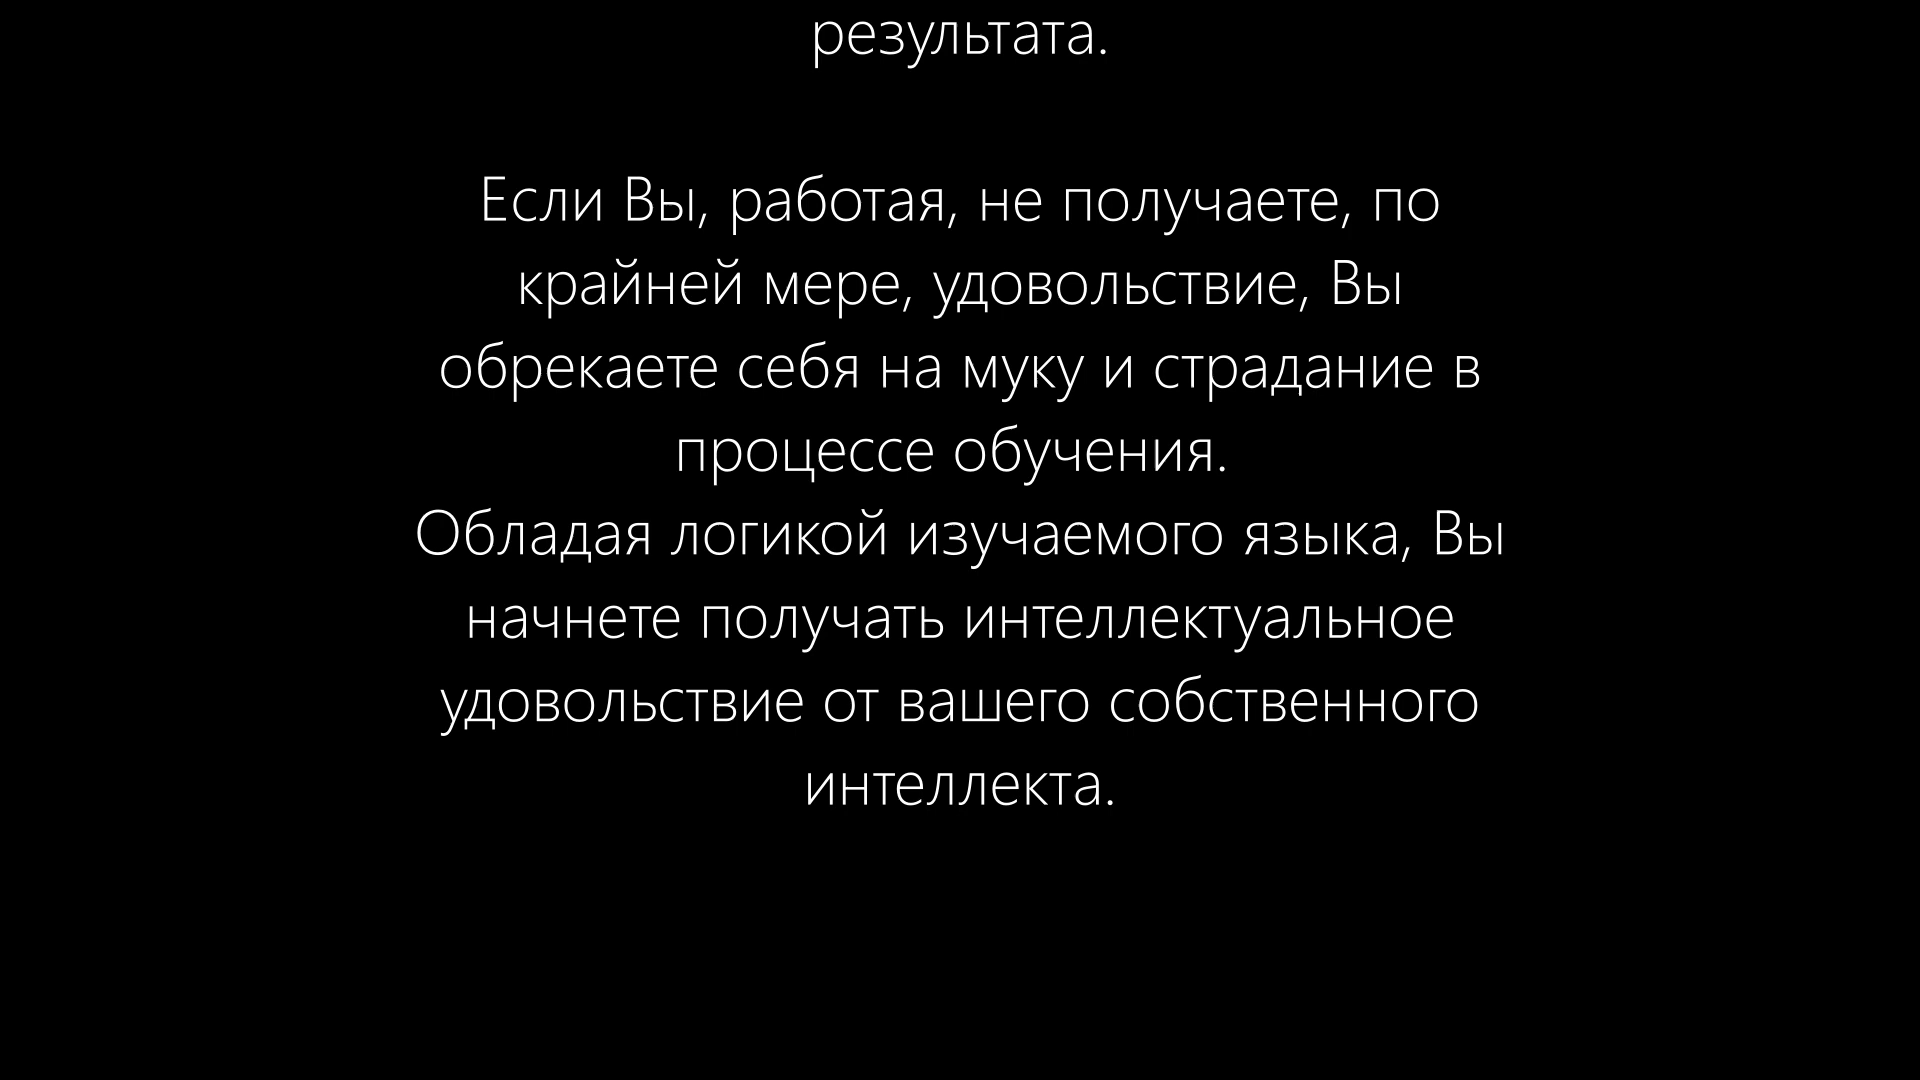 результата.
Если Вы, работая, не получаете, по
крайней мере, удовольствие, Вы
обрекаете себя на муку и страдание в
процессе обучения.
Обладая логикой изучаемого языка, Вы
начнете получать интеллектуальное
удовольствие от вашего собственного
интеллекта.